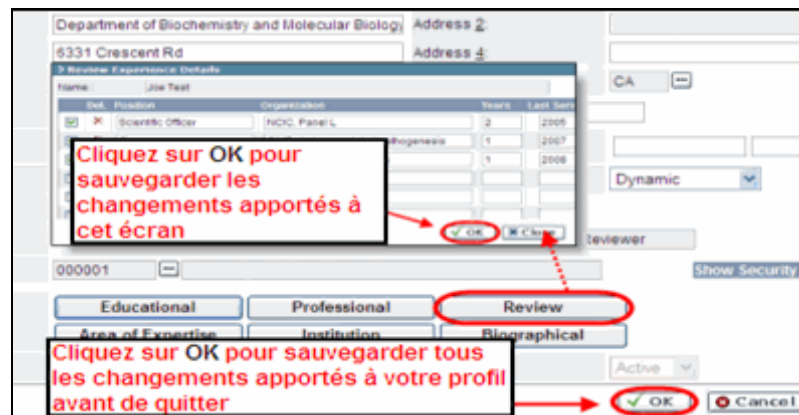 Department of Biochemistry and Molecular Biology Address 2:
6331 Crescent Rd Address 4:
> Review Experience Details
Name: Joe Test
CA
Del. Position Organization Years Last
Scientific Officer NCIC, Panel L 2 2005
hogenesis 1 2007
1 2008
Cliquez sur OK pour
sauvegarder les
changements apportés à
cet écran
Dynamic
OK Close
Reviewer
000001 Show Security
Educational Professional Review
Area of Expertise Institution Biographical
Cliquez sur OK pour sauvegarder tous
les changements apportés à votre profil
avant de quitter
Active
OK Cancel